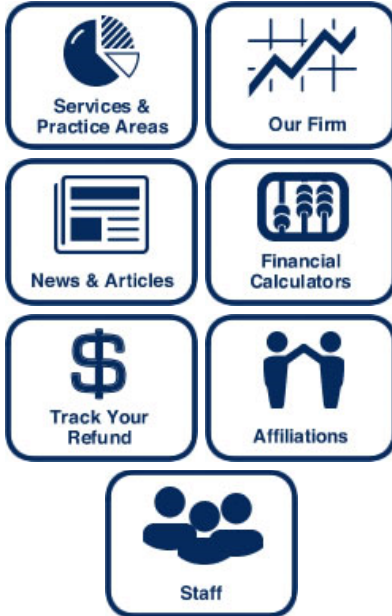 Services &
Practice Areas
Our Firm
News & Articles
Financial
Calculators
Track Your
Refund
Affiliations
Staff